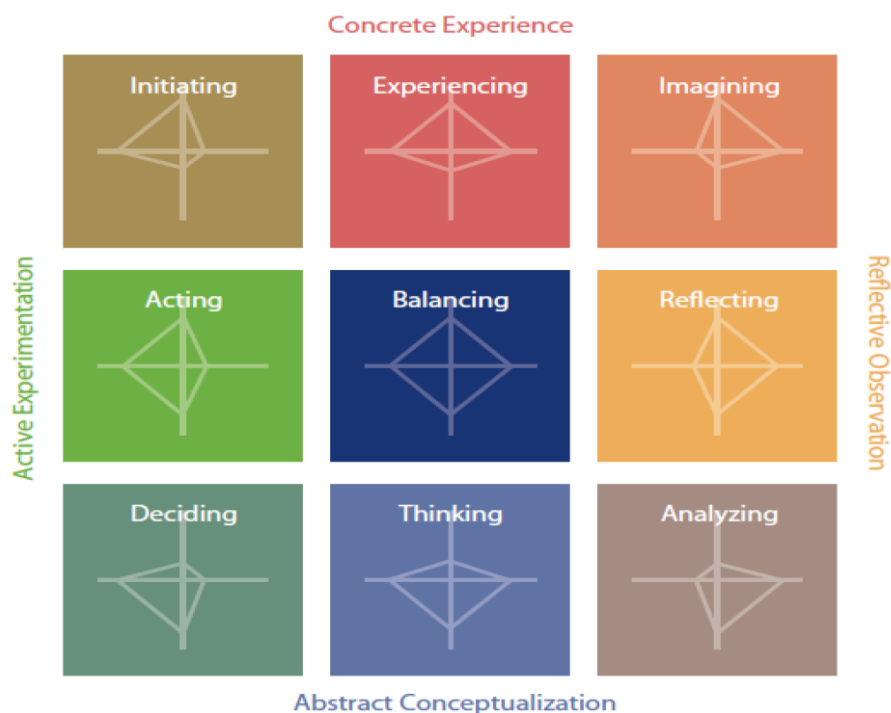 Concrete Experience
Initiating
Experiencing
Imagining
Active Experimentation
Acting
Balancing
Reflecting
Reflective Observation
Deciding
Thinking
Analyzing
Abstract Conceptualization